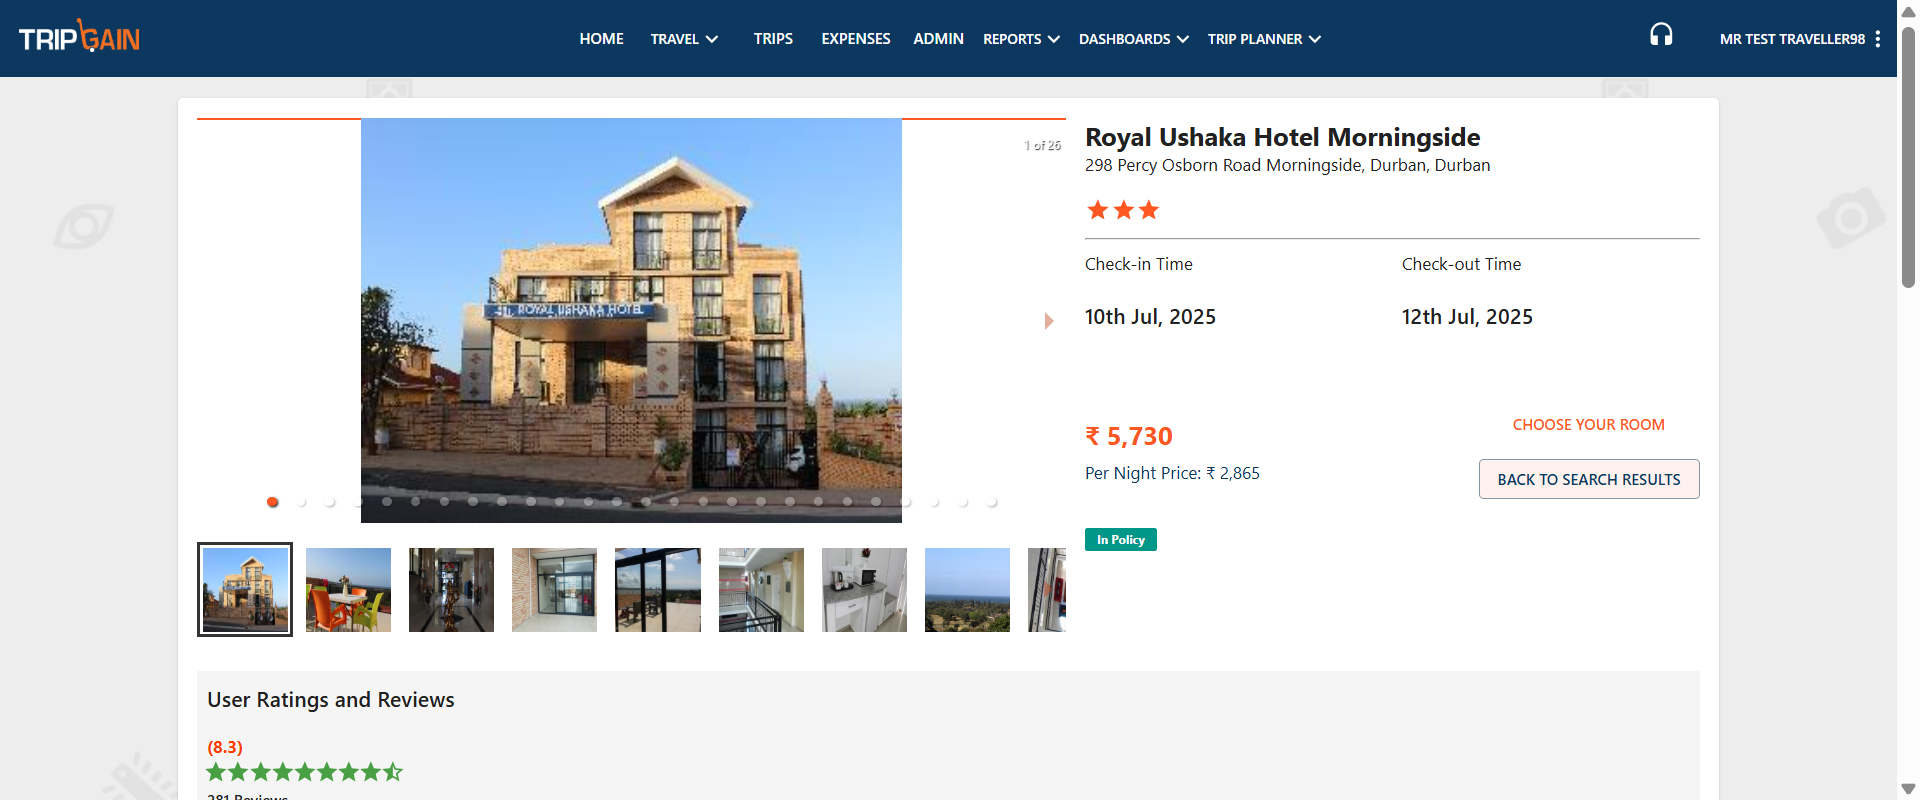 TRIPGAIN
HOME
TRAVEL
TRIPS
EXPENSES
ADMIN
REPORTS
DASHBOARDS
TRIP PLANNER
MR TEST TRAVELLER98
1 of 26
ROYAL USHAKA HOTEL
Royal Ushaka Hotel Morningside
298 Percy Osborn Road Morningside, Durban, Durban
Check-in Time
Check-out Time
10th Jul, 2025
12th Jul, 2025
₹ 5,730
CHOOSE YOUR ROOM
Per Night Price: ₹ 2,865
BACK TO SEARCH RESULTS
In Policy
User Ratings and Reviews
(8.3)
281 Reviews